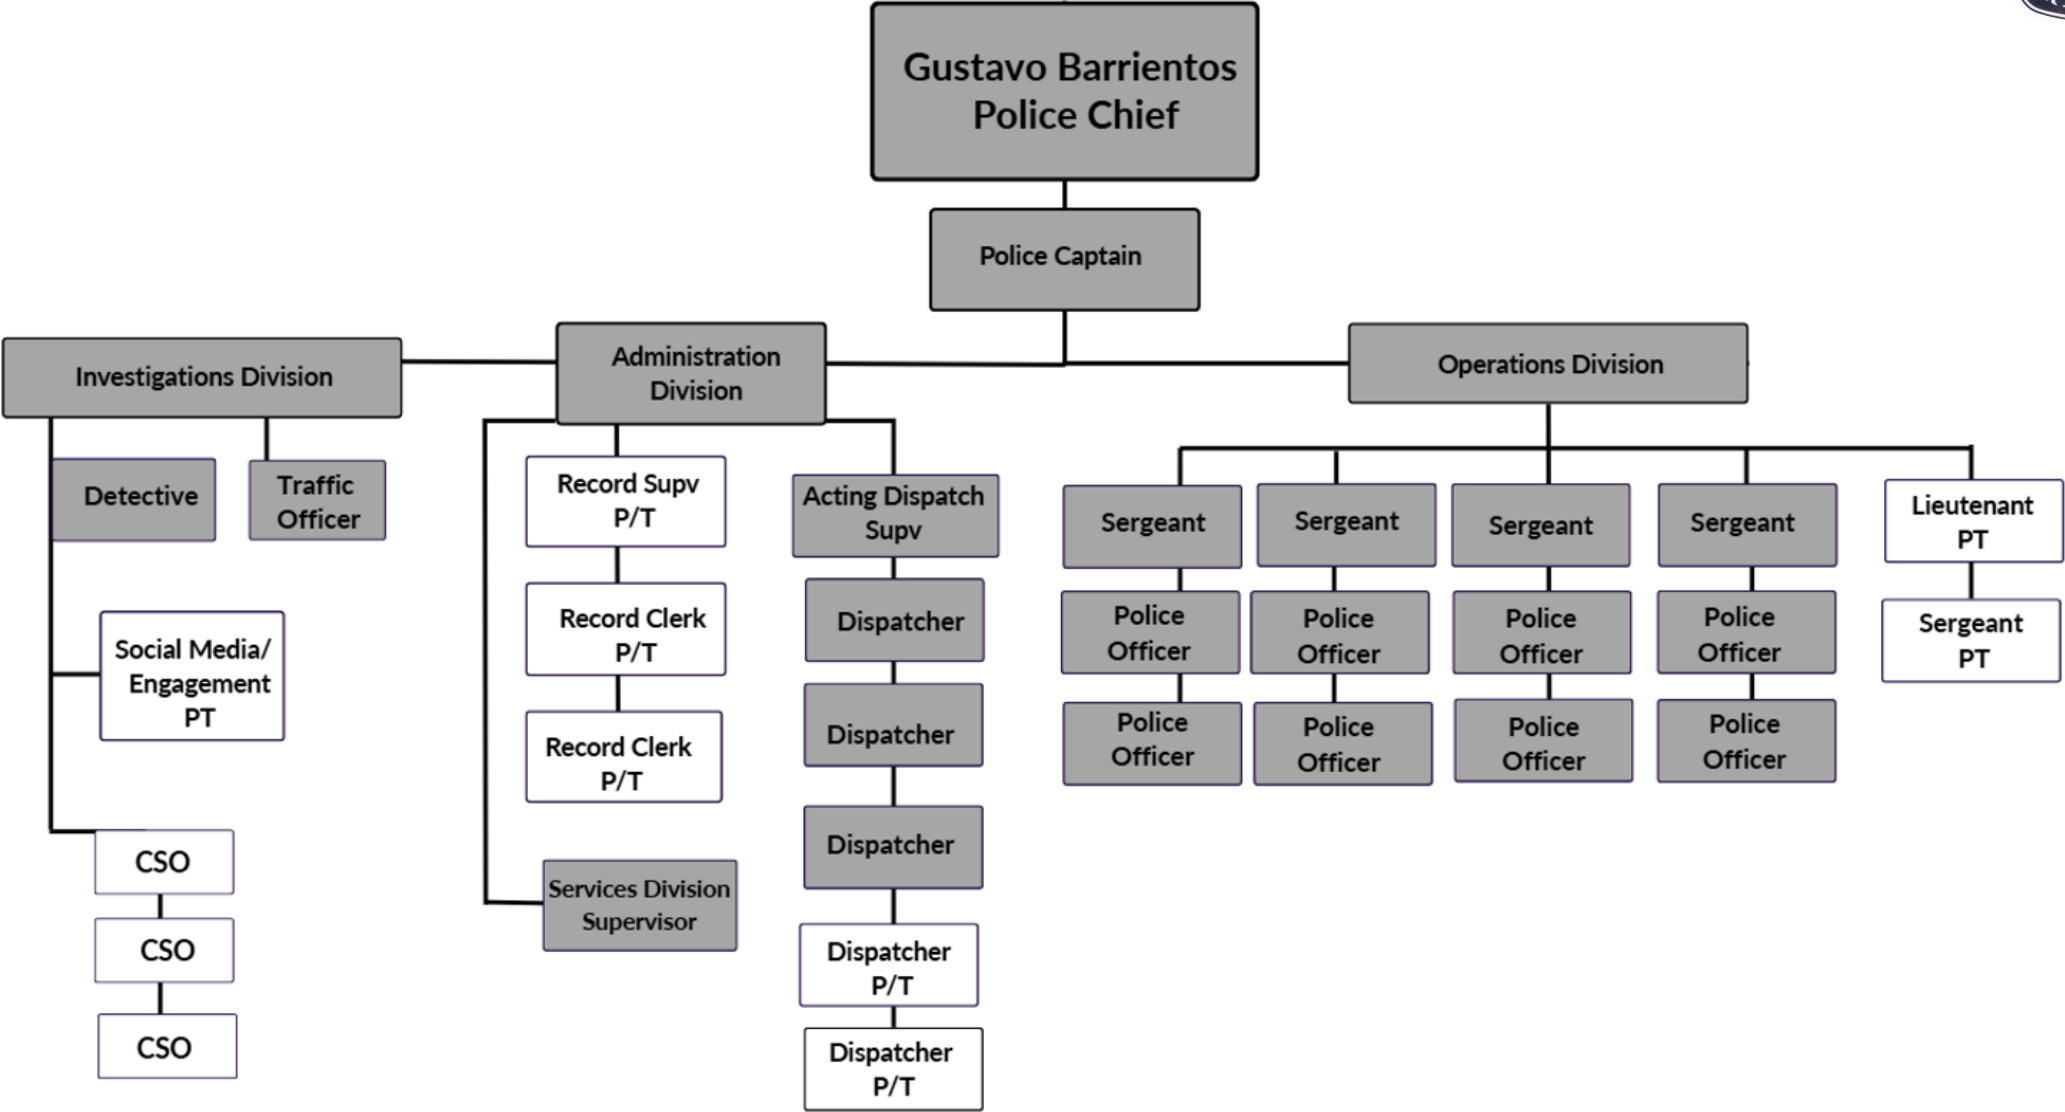 Gustavo Barrientos
Police Chief
Police Captain
Investigations Division
Administration
Division
Operations Division
Detective
Traffic
Officer
Social Media/
Engagement
PT
CSO
CSO
CSO
Record Supv
P/T
Record Clerk
P/T
Record Clerk
P/T
Services Division
Supervisor
Acting Dispatch
Supv
Dispatcher
Dispatcher
Dispatcher
Dispatcher
P/T
Dispatcher
P/T
Sergeant
Police
Officer
Police
Officer
Sergeant
Police
Officer
Police
Officer
Sergeant
Police
Officer
Police
Officer
Sergeant
Police
Officer
Police
Officer
Lieutenant
PT
Sergeant
PT